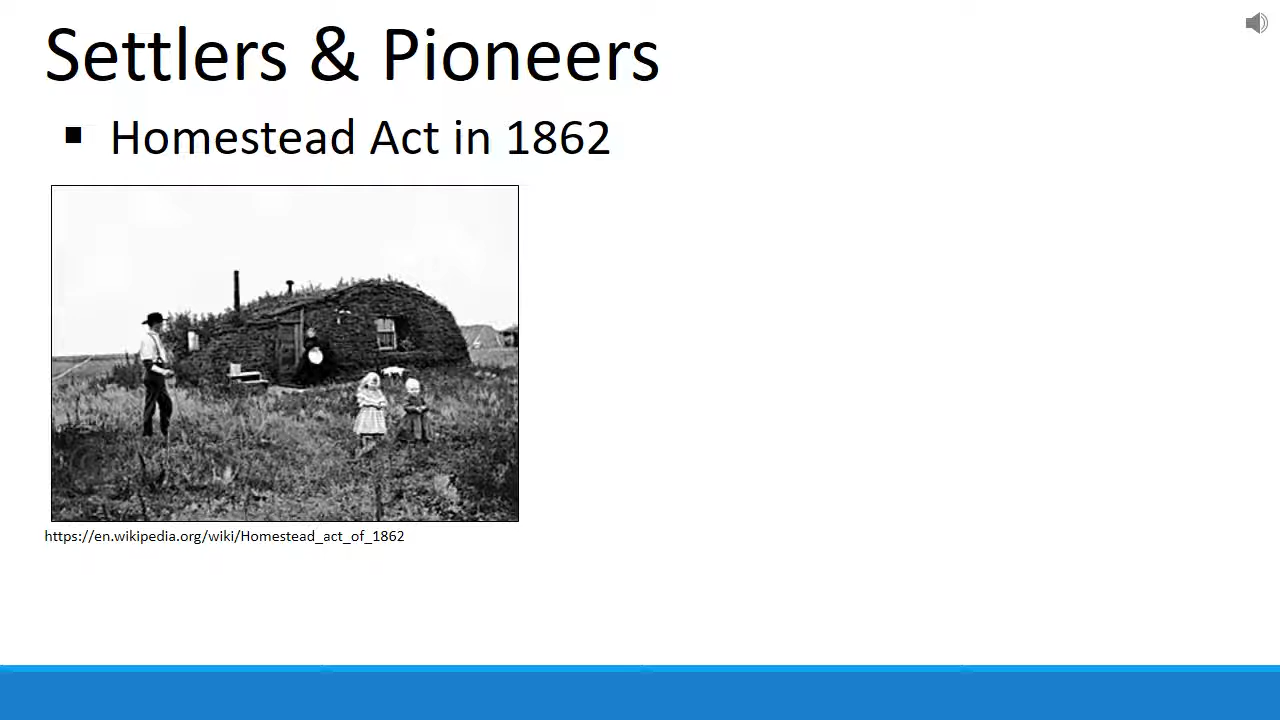 Settlers & Pioneers
▪ Homestead Act in 1862
https://en.wikipedia.org/wiki/Homestead_act_of_1862